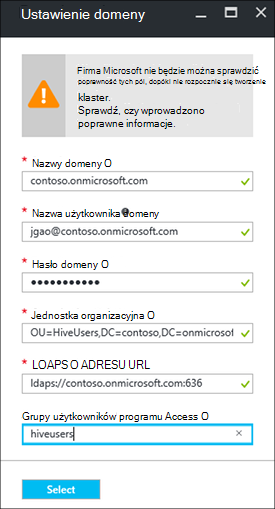 Ustawienie domeny
Firma Microsoft nie będzie można sprawdzić
poprawność tych pól, dopóki nie rozpocznie się tworzenie
klaster.
Sprawdź, czy wprowadzono
poprawne informacje.
* Nazwy domeny O
contoso.onmicrosoft.com
* Nazwa użytkownika domeny
jgao@contoso.onmicrosoft.com
* Hasło domeny O
* Jednostka organizacyjna O
OU=HiveUsers,DC=contoso,DC=onmicrosof
* LOAPS O ADRESU URL
ldaps://contoso.onmicrosoft.com:636
Grupy użytkowników programu Access O
hiveusers
Select